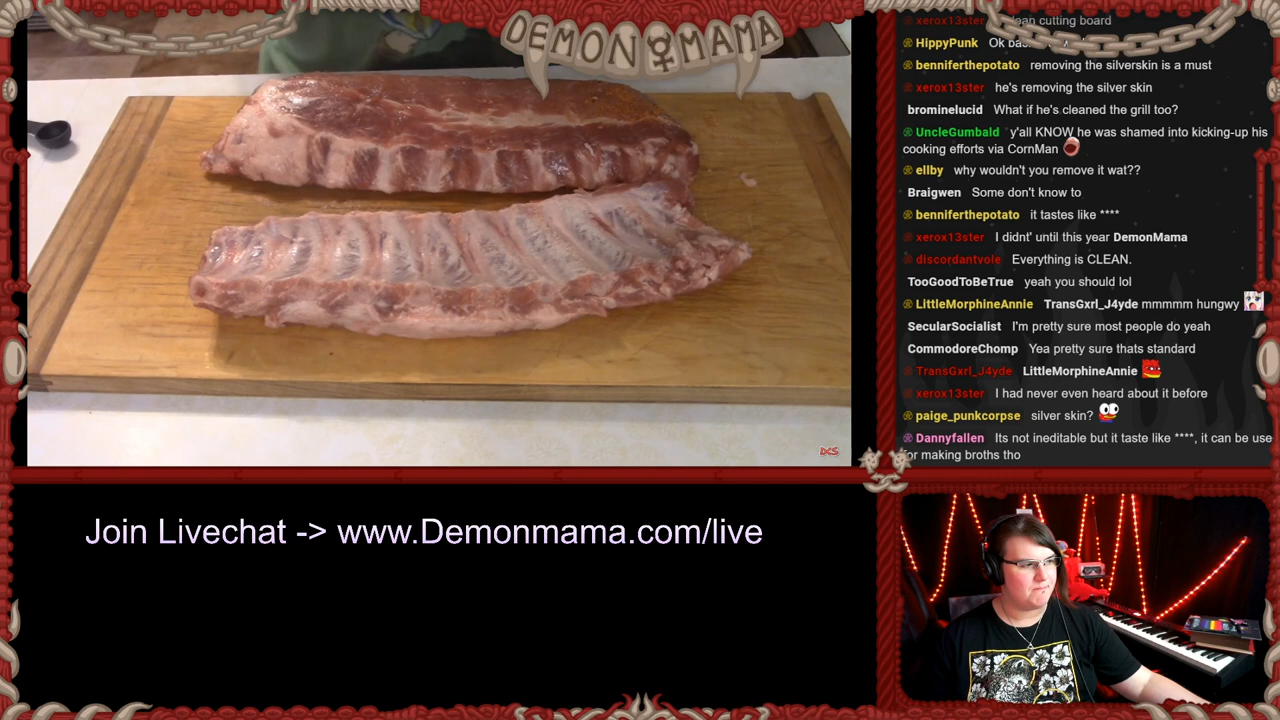 DEMON MAMA
xerox13ster clean cutting board
HippyPunk Ok
benniferthepotato removing the silverskin is a must
xerox13ster he's removing the silver skin
brominelucid What if he's cleaned the grill too?
UncleGumbald y'all KNOW he was shamed into kicking-up his
cooking efforts via CornMan
ellby why wouldn't you remove it wat??
Braigwen Some don't know to
benniferthepotato it tastes like ****
xerox13ster I didnt' until this year DemonMama
discordantvole Everything is CLEAN.
TooGoodToBeTrue yeah you should lol
LittleMorphineAnnie TransGxrl_J4yde mmmmm hungwy
SecularSocialist I'm pretty sure most people do yeah
CommodoreChomp Yea pretty sure thats standard
TransGxrl_J4yde LittleMorphineAnnie
xerox13ster I had never even heard about it before
paige_punkcorpse silver skin?
Dannyfallen Its not ineditable but it taste like ****, it can be use
for making broths tho
DCS
Join Livechat -> www.Demonmama.com/live